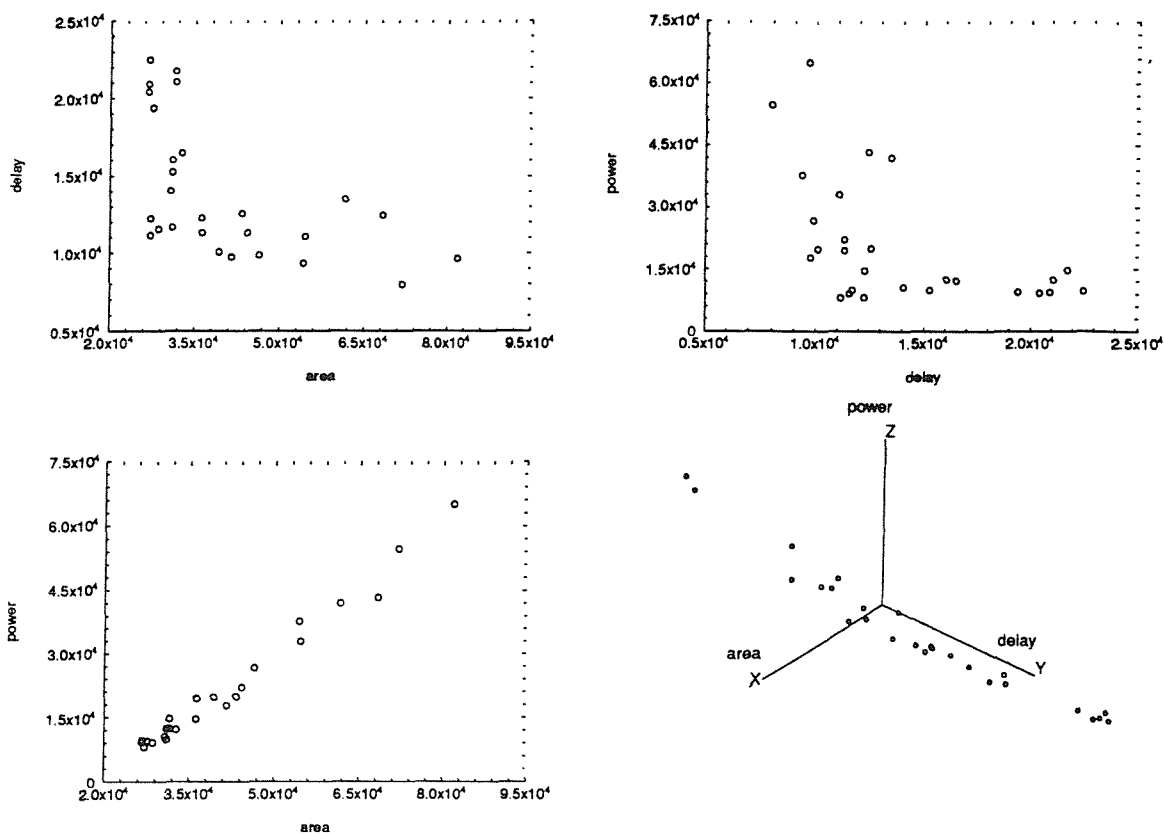 2.5x10⁴
2.0x10⁴
1.5x10⁴
1.0x10⁴
0.5x10⁴
delay
2.0x10⁴ 3.5x10⁴ 5.0x10⁴ 6.5x10⁴ 8.0x10⁴ 9.5x10⁴
area
7.5x10⁴
6.0x10⁴
4.5x10⁴
3.0x10⁴
1.5x10⁴
0
power
0.5x10⁴ 1.0x10⁴ 1.5x10⁴ 2.0x10⁴ 2.5x10⁴
delay
7.5x10⁴
6.0x10⁴
4.5x10⁴
3.0x10⁴
1.5x10⁴
0
power
2.0x10⁴ 3.5x10⁴ 5.0x10⁴ 6.5x10⁴ 8.0x10⁴ 9.5x10⁴
area
power
Z
area
X
delay
Y